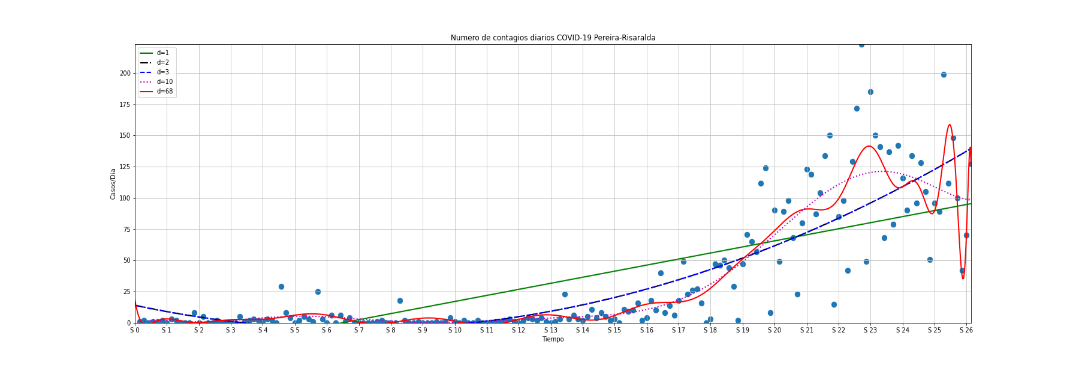 Numero de contagios diarios COVID-19 Pereira-Risaralda
d=1
d=2
d=3
d=10
d=68
Casos/Dia
200
175
150
125
100
75
50
25
0
S 0 S 1 S 2 S 3 S 4 S 5 S 6 S 7 S 8 S 9 S 10 S 11 S 12 S 13 S 14 S 15 S 16 S 17 S 18 S 19 S 20 S 21 S 22 S 23 S 24 S 25 S 26
Tiempo